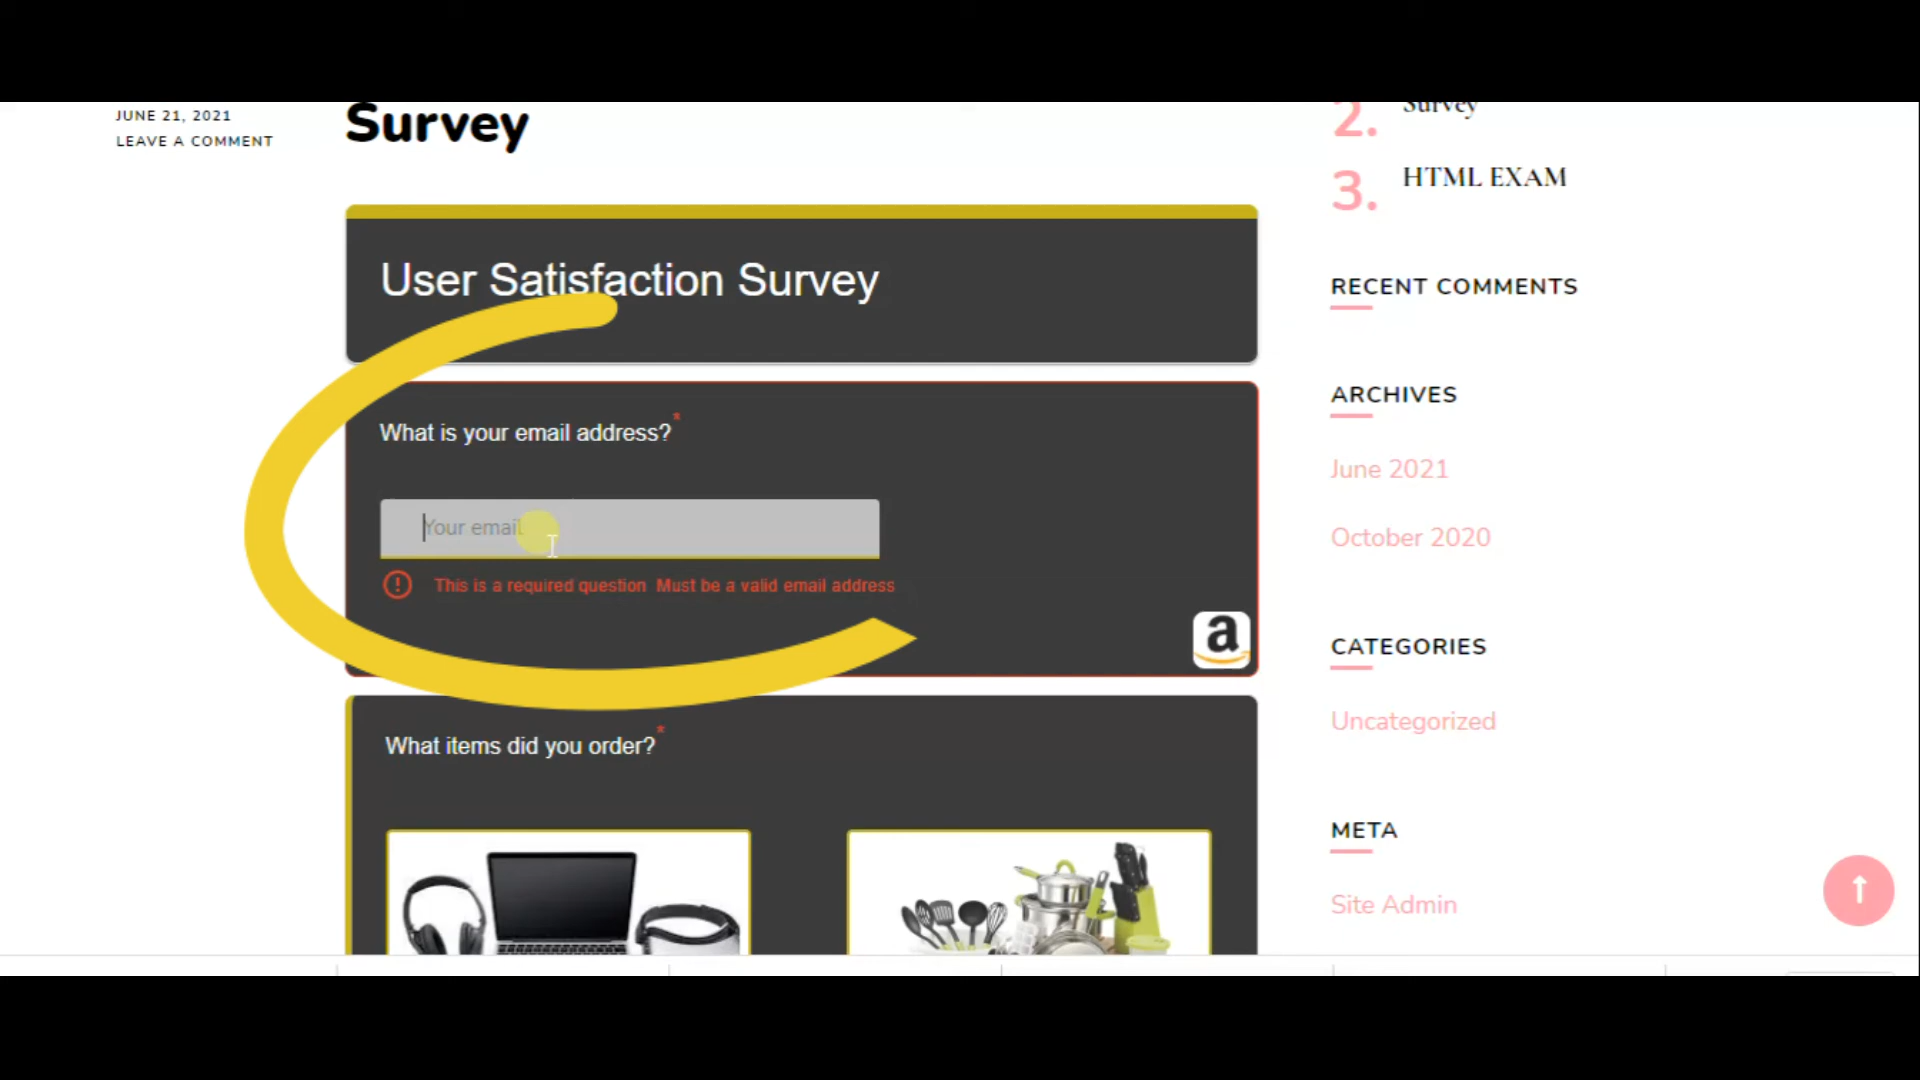 JUNE 21, 2021
LEAVE A COMMENT
Survey
User Satisfaction Survey
What is your email address?*
Your email
This is a required question Must be a valid email address
a
What items did you order?*
2. Survey
3. HTML EXAM
RECENT COMMENTS
ARCHIVES
June 2021
October 2020
CATEGORIES
Uncategorized
META
Site Admin